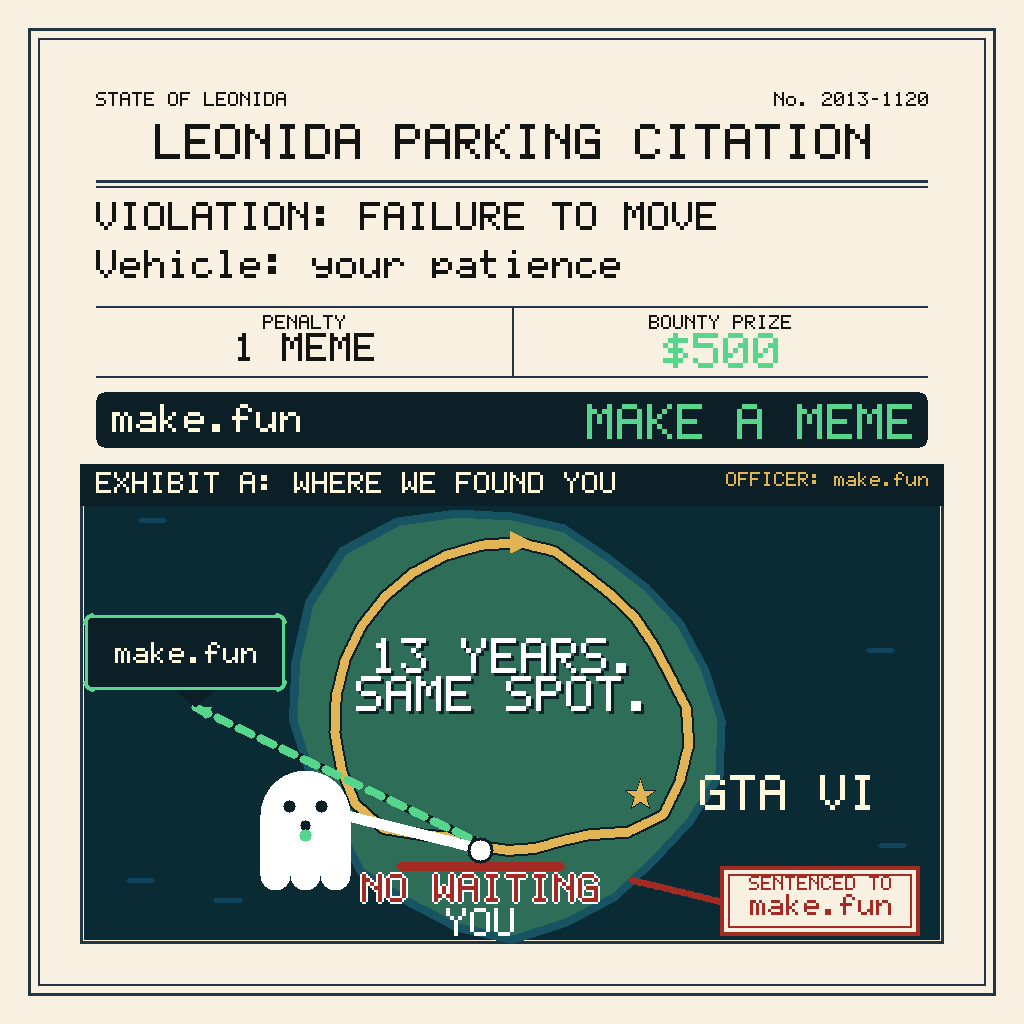 STATE OF LEONIDA
No. 2013-1120
LEONIDA PARKING CITATION
VIOLATION: FAILURE TO MOVE
Vehicle: your patience
PENALTY
1 MEME
BOUNTY PRIZE
$500
make.fun
MAKE A MEME
EXHIBIT A: WHERE WE FOUND YOU
OFFICER: make.fun
make.fun
13 YEARS.
SAME SPOT.
GTA VI
NO WAITING
YOU
SENTENCED TO
make.fun